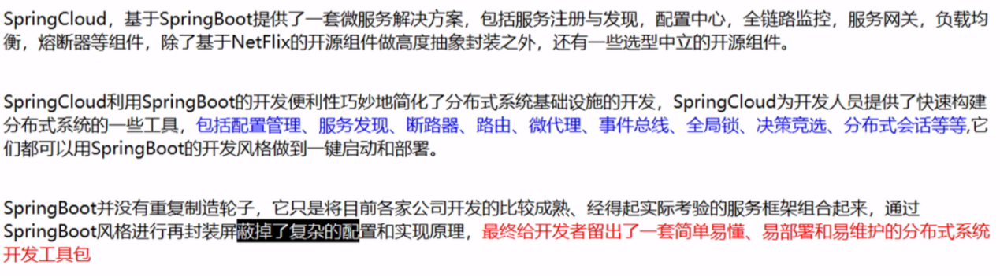 SpringCloud，基于SpringBoot提供了一套微服务解决方案，包括服务注册与发现，配置中心，全链路监控，服务网关，负载均
衡，熔断器等组件，除了基于NetFlix的开源组件做高度抽象封装之外，还有一些选型中立的开源组件。
SpringCloud利用SpringBoot的开发便利性巧妙地简化了分布式系统基础设施的开发，SpringCloud为开发人员提供了快速构建
分布式系统的一些工具，包括配置管理、服务发现、断路器、路由、微代理、事件总线、全局锁、决策竞选、分布式会话等等,它
们都可以用SpringBoot的开发风格做到一键启动和部署。
SpringBoot并没有重复制造轮子，它只是将目前各家公司开发的比较成熟、经得起实际考验的服务框架组合起来，通过
SpringBoot风格进行再封装屏蔽掉了复杂的配置和实现原理，最终给开发者留出了一套简单易懂、易部署和易维护的分布式系统
开发工具包